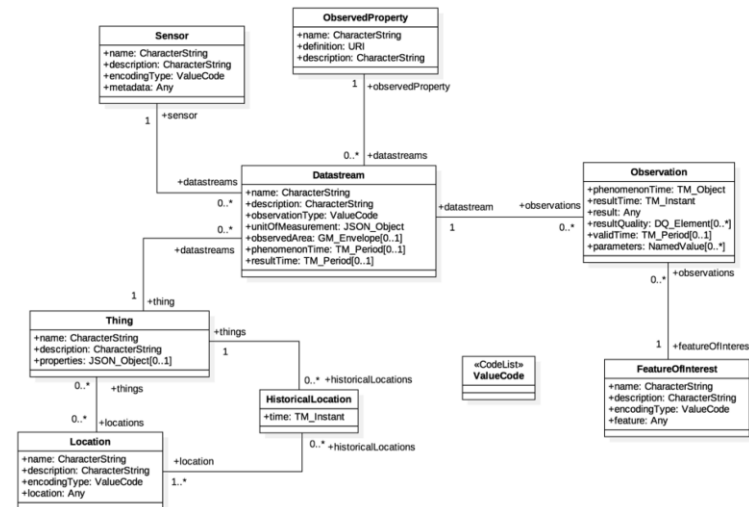 ObservedProperty
+name: CharacterString
+definition: URI
+description: CharacterString
Sensor
+name: CharacterString
+description: CharacterString
+encodingType: ValueCode
+metadata: Any
1
+sensor
1
+observedProperty
0..*
+datastreams
+datastreams
0..*
Datastream
+name: CharacterString
+description: CharacterString
+observationType: ValueCode
+unitOfMeasurement: JSON_Object
+observedArea: GM_Envelope[0..1]
+phenomenonTime: TM_Period[0..1]
+resultTime: TM_Period[0..1]
+datastream
1
+observations
0..*
Observation
+phenomenonTime: TM_Object
+resultTime: TM_Instant
+result: Any
+resultQuality: DQ_Element[0..*]
+validTime: TM_Period[0..1]
+parameters: NamedValue[0..*]
0..*
+datastreams
1
+thing
+observations
0..*
1
+featureOfInteres
Thing
+name: CharacterString
+description: CharacterString
+properties: JSON_Object[0..1]
+things
1
0..*
+historicalLocations
«CodeList»
ValueCode
FeatureOfInterest
+name: CharacterString
+description: CharacterString
+encodingType: ValueCode
+feature: Any
0..*
+things
HistoricalLocation
+time: TM_Instant
0..*
+locations
0..*
+historicalLocations
Location
+name: CharacterString
+description: CharacterString
+encodingType: ValueCode
+location: Any
+location
1..*